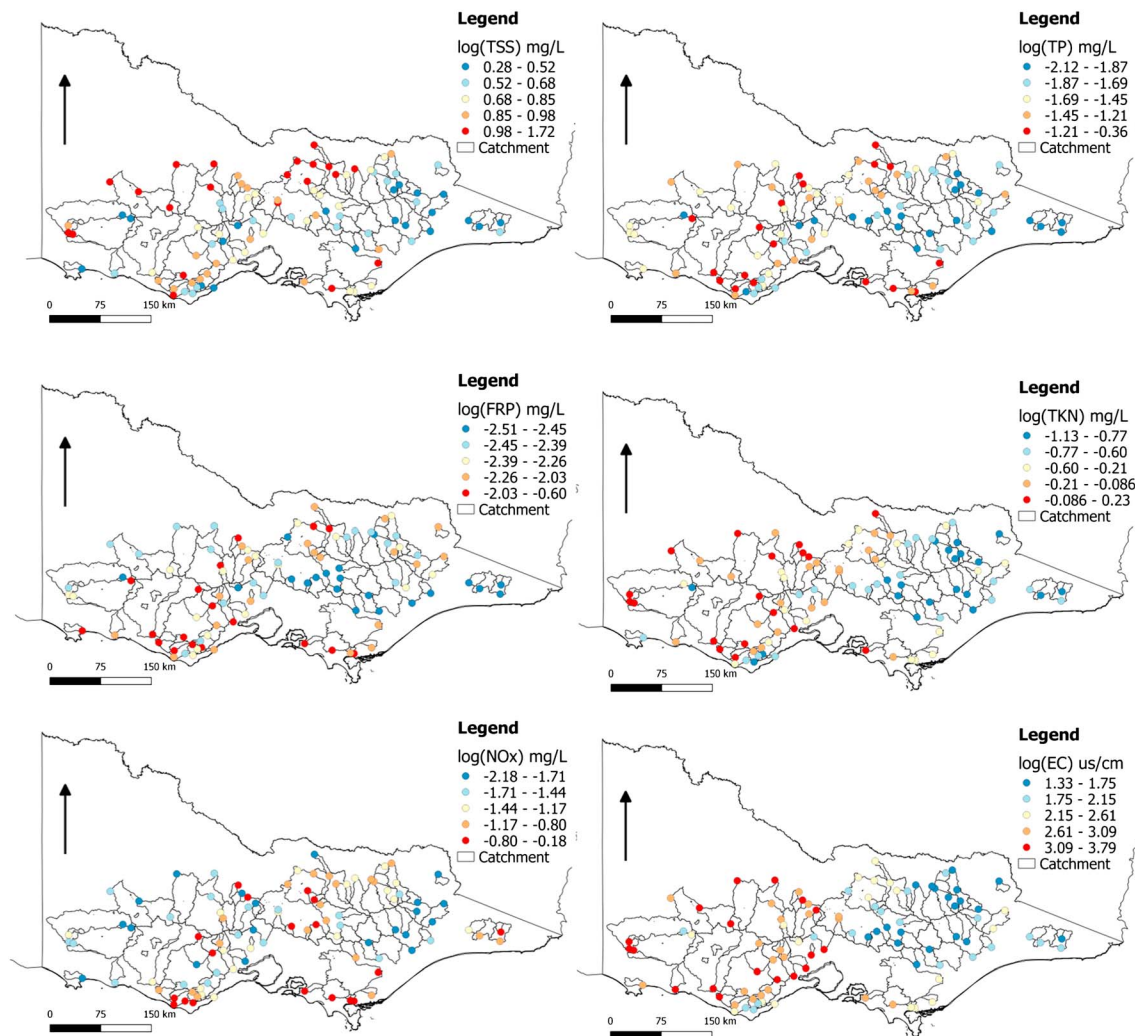 Legend
log(TSS) mg/L
0.28 - 0.52
0.52 - 0.68
0.68 - 0.85
0.85 - 0.98
0.98 - 1.72
Catchment
0 75 150 km
Legend
log(TP) mg/L
-2.12 - -1.87
-1.87 - -1.69
-1.69 - -1.45
-1.45 - -1.21
-1.21 - -0.36
Catchment
0 75 150 km
Legend
log(FRP) mg/L
-2.51 - -2.45
-2.45 - -2.39
-2.39 - -2.26
-2.26 - -2.03
-2.03 - -0.60
Catchment
0 75 150 km
Legend
log(TKN) mg/L
-1.13 - -0.77
-0.77 - -0.60
-0.60 - -0.21
-0.21 - -0.086
-0.086 - 0.23
Catchment
0 75 150 km
Legend
log(NOx) mg/L
-2.18 - -1.71
-1.71 - -1.44
-1.44 - -1.17
-1.17 - -0.80
-0.80 - -0.18
Catchment
0 75 150 km
Legend
log(EC) us/cm
1.33 - 1.75
1.75 - 2.15
2.15 - 2.61
2.61 - 3.09
3.09 - 3.79
Catchment
0 75 150 km